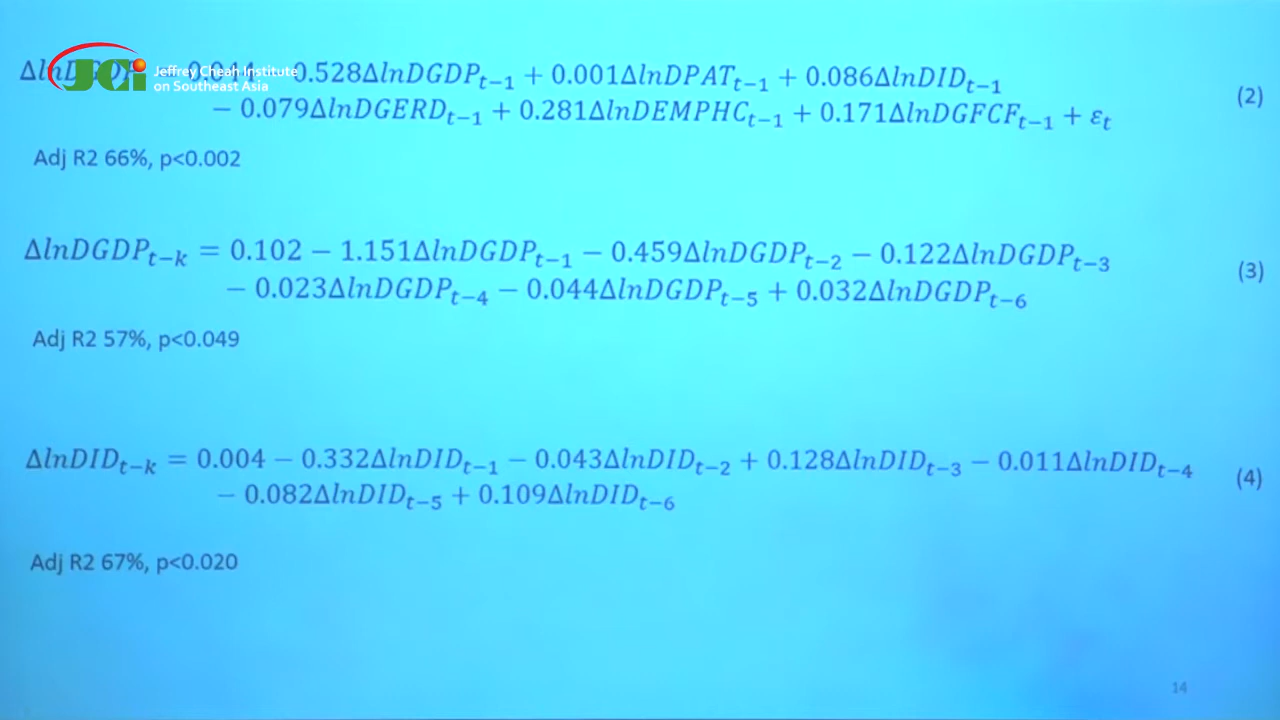 JCi Jeffrey Cheah Institute
on Southeast Asia
0.528ΔlnDGDP_{t−1} + 0.001ΔlnDPAT_{t−1} + 0.086ΔlnDID_{t−1}
− 0.079ΔlnDGERD_{t−1} + 0.281ΔlnDEMPHC_{t−1} + 0.171ΔlnDGFCF_{t−1} + ε_t
(2)
Adj R2 66%, p<0.002
ΔlnDGDP_{t−k} = 0.102 − 1.151ΔlnDGDP_{t−1} − 0.459ΔlnDGDP_{t−2} − 0.122ΔlnDGDP_{t−3}
− 0.023ΔlnDGDP_{t−4} − 0.044ΔlnDGDP_{t−5} + 0.032ΔlnDGDP_{t−6}
(3)
Adj R2 57%, p<0.049
ΔlnDID_{t−k} = 0.004 − 0.332ΔlnDID_{t−1} − 0.043ΔlnDID_{t−2} + 0.128ΔlnDID_{t−3} − 0.011ΔlnDID_{t−4}
− 0.082ΔlnDID_{t−5} + 0.109ΔlnDID_{t−6}
(4)
Adj R2 67%, p<0.020
14